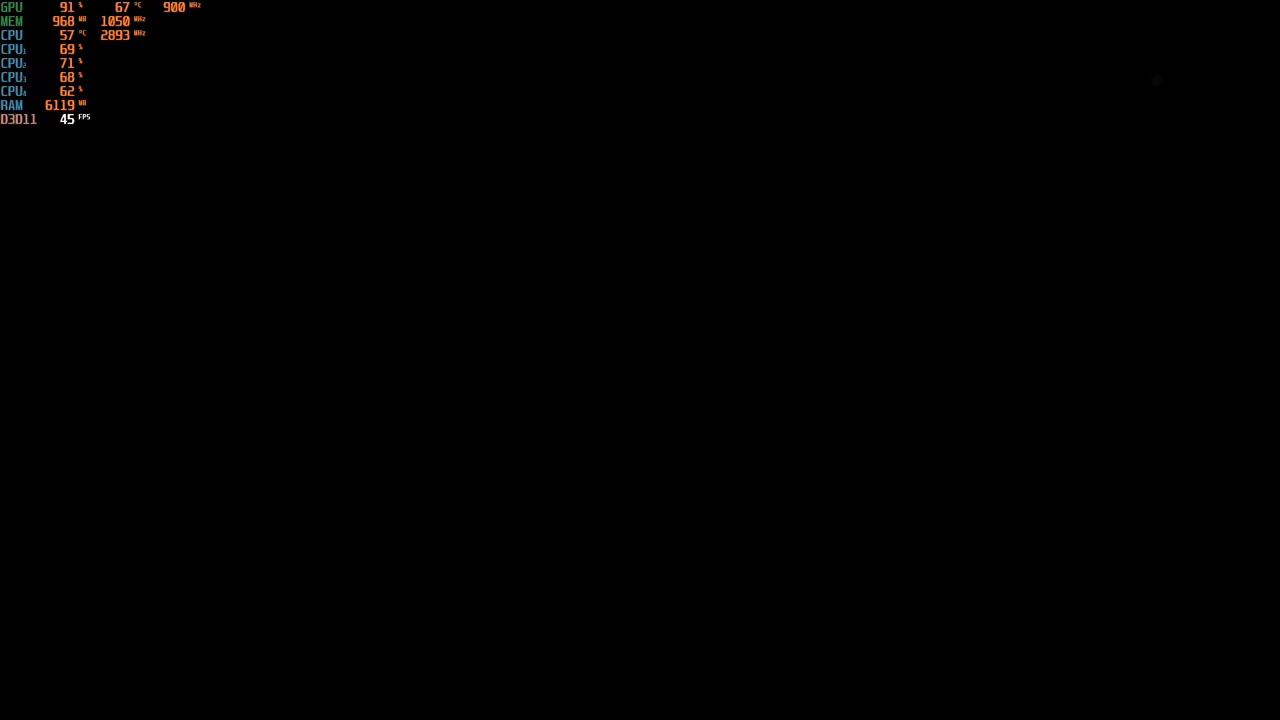 GPU 91 % 67 °C 900 MHz
MEM 968 MB 1050 MHz
CPU 57 °C 2893 MHz
CPU1 69 %
CPU2 71 %
CPU3 68 %
CPU4 62 %
RAM 6119 MB
D3D11 45 FPS